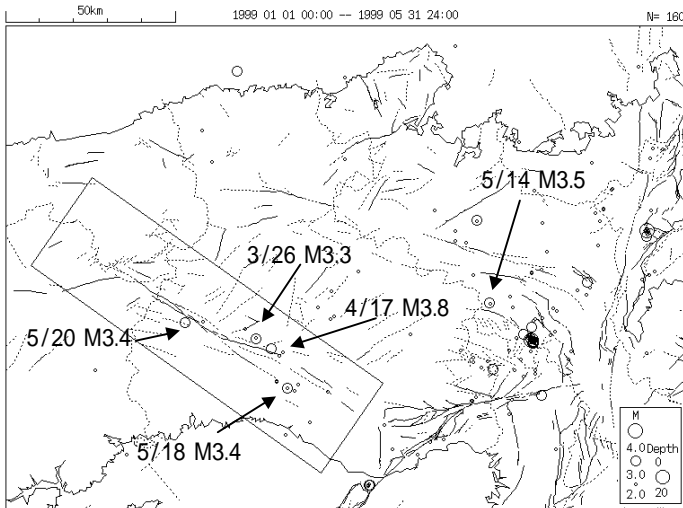 50km
1999 01 01 00:00 -- 1999 05 31 24:00
N= 160
5/14 M3.5
3/26 M3.3
4/17 M3.8
5/20 M3.4
5/18 M3.4
M
4.0 Depth
0
3.0
2.0
20